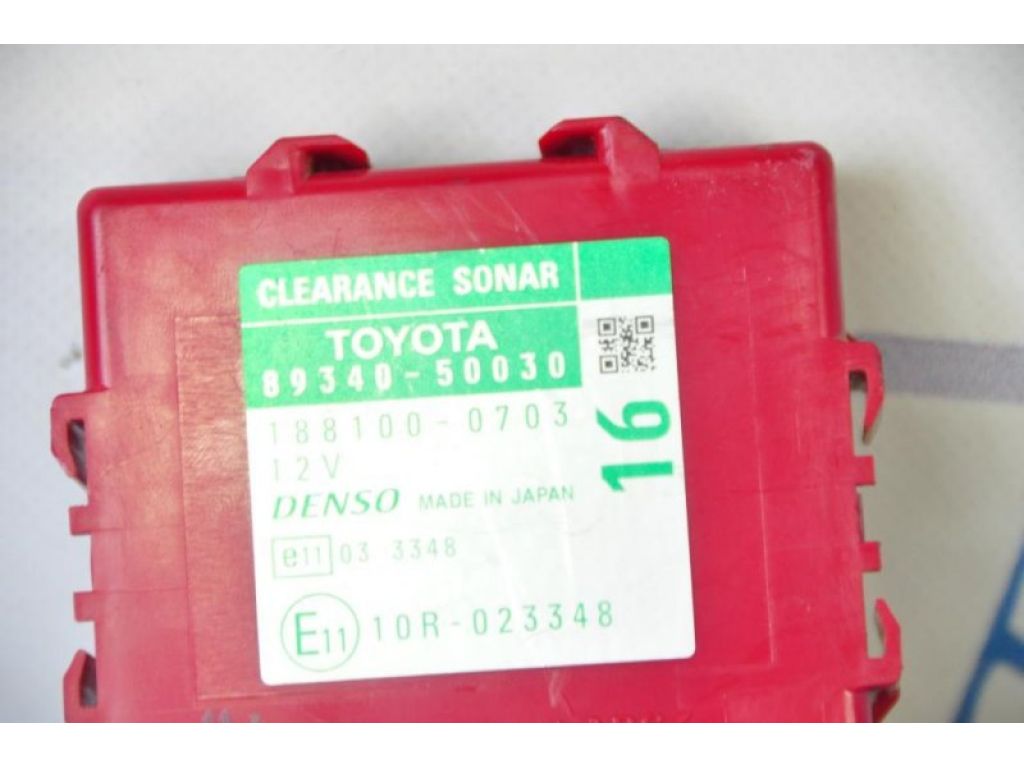 CLEARANCE SONAR
TOYOTA
89340-50030
188100-0703
12V
DENSO MADE IN JAPAN
e11 03 3348
E11 10R-023348
16